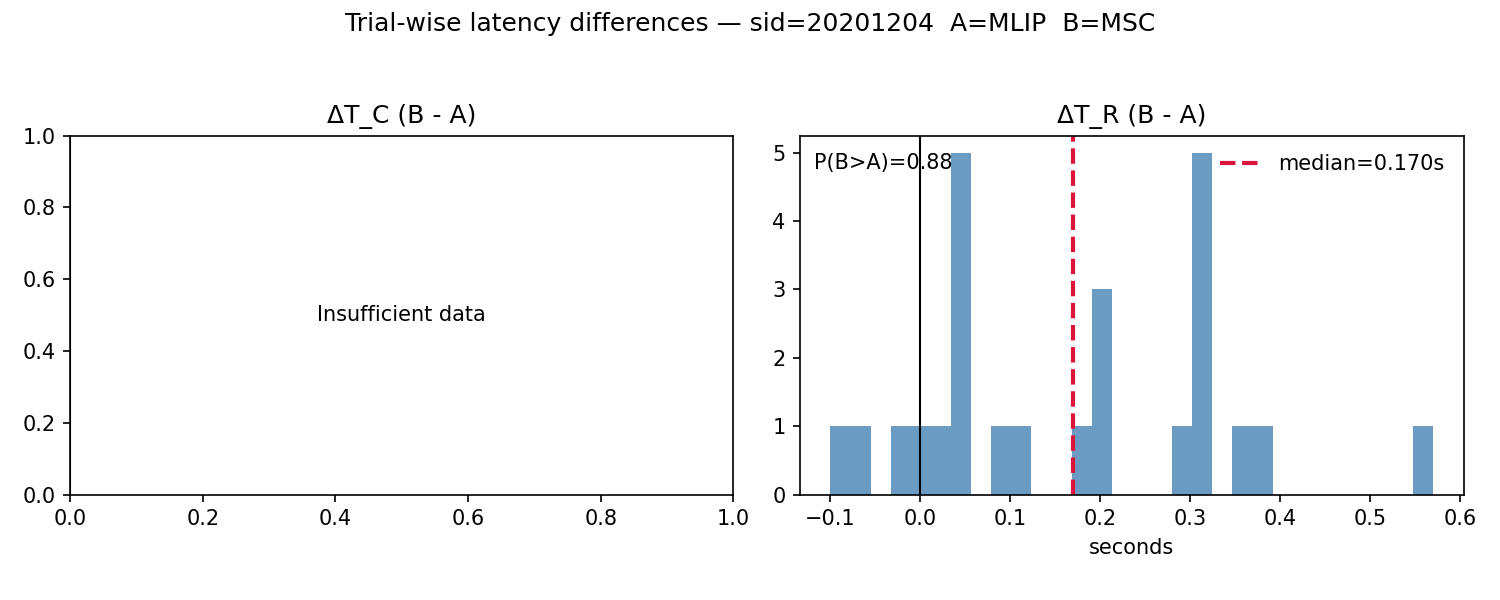 Trial-wise latency differences — sid=20201204  A=MLIP  B=MSC
ΔT_C (B - A)
1.0
0.8
0.6
0.4
0.2
0.0
Insufficient data
0.0 0.2 0.4 0.6 0.8 1.0
ΔT_R (B - A)
P(B>A)=0.88
median=0.170s
5
4
3
2
1
0
−0.1 0.0 0.1 0.2 0.3 0.4 0.5 0.6
seconds